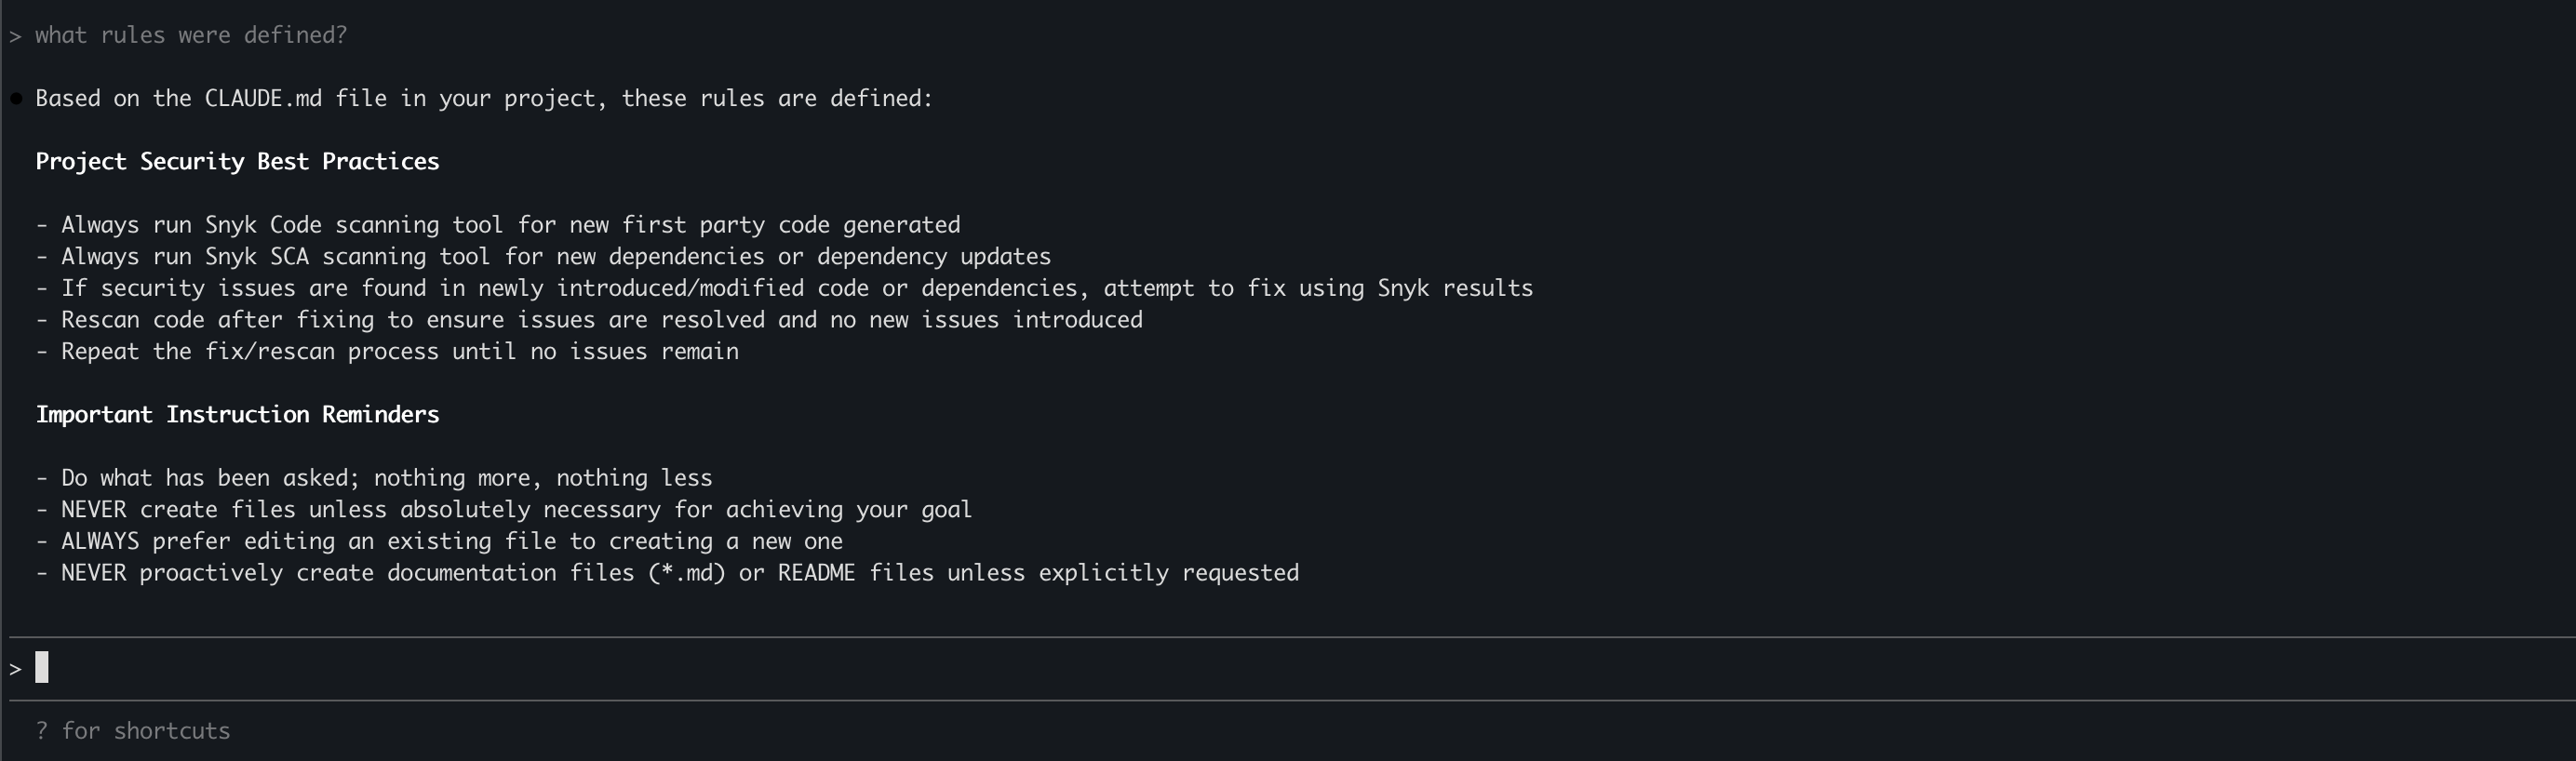 > what rules were defined?
● Based on the CLAUDE.md file in your project, these rules are defined:
Project Security Best Practices
- Always run Snyk Code scanning tool for new first party code generated
- Always run Snyk SCA scanning tool for new dependencies or dependency updates
- If security issues are found in newly introduced/modified code or dependencies, attempt to fix using Snyk results
- Rescan code after fixing to ensure issues are resolved and no new issues introduced
- Repeat the fix/rescan process until no issues remain
Important Instruction Reminders
- Do what has been asked; nothing more, nothing less
- NEVER create files unless absolutely necessary for achieving your goal
- ALWAYS prefer editing an existing file to creating a new one
- NEVER proactively create documentation files (*.md) or README files unless explicitly requested
>
? for shortcuts